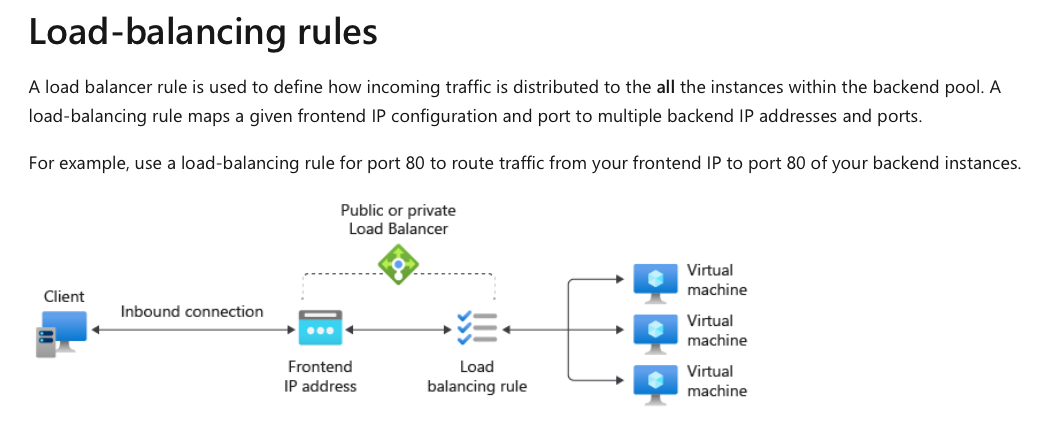 Load-balancing rules
A load balancer rule is used to define how incoming traffic is distributed to the all the instances within the backend pool. A
load-balancing rule maps a given frontend IP configuration and port to multiple backend IP addresses and ports.
For example, use a load-balancing rule for port 80 to route traffic from your frontend IP to port 80 of your backend instances.
Public or private
Load Balancer
Client
Inbound connection
Frontend
IP address
Load
balancing rule
Virtual
machine
Virtual
machine
Virtual
machine